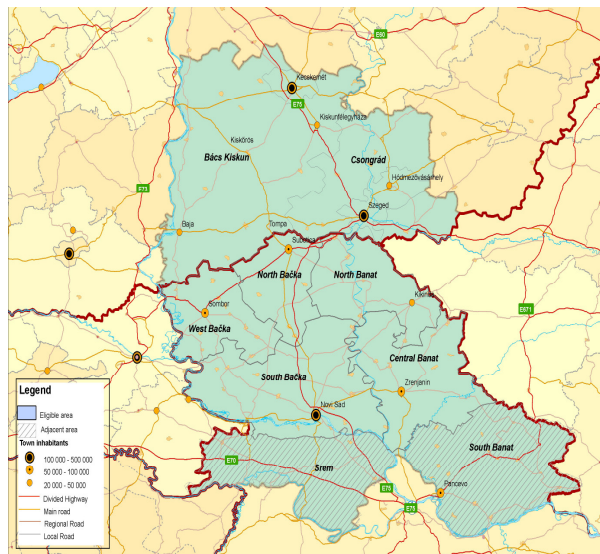 E60
Kecskemét
E75
Kiskunfélegyháza
Kiskőrös
Bács Kiskun
Csongrád
E73
Hódmezővásárhely
Szeged
Baja
Tompa
Subotica
North Bačka
North Banat
Sombor
Kikinda
E671
West Bačka
Central Banat
South Bačka
Zrenjanin
Novi Sad
South Banat
E70
Srem
E75
Pancevo
E75
Legend
Eligible area
Adjacent area
Town inhabitants
100 000 - 500 000
50 000 - 100 000
20 000 - 50 000
Divided Highway
Main road
Regional Road
Local Road